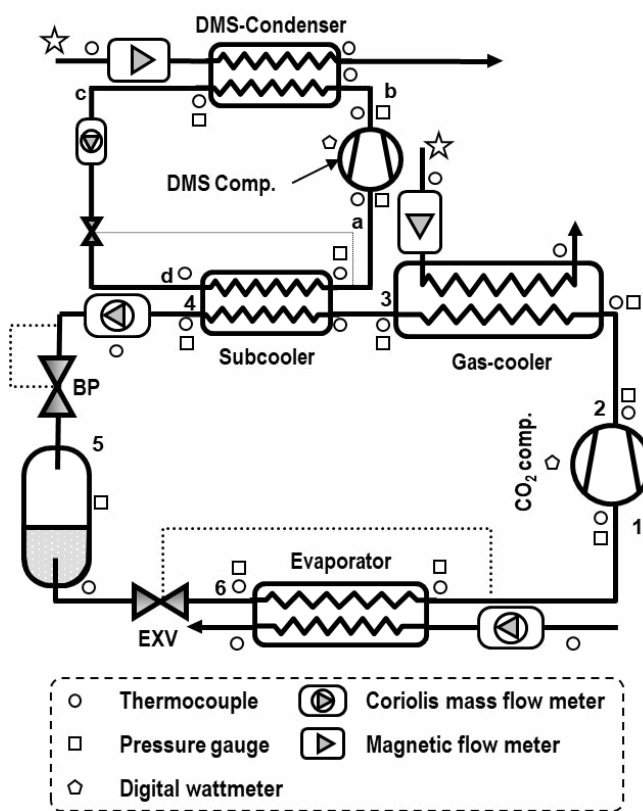 DMS-Condenser
c
b
DMS Comp.
a
d
4
3
Subcooler
Gas-cooler
BP
2
5
CO₂ comp.
1
Evaporator
6
EXV
Thermocouple
Coriolis mass flow meter
Pressure gauge
Magnetic flow meter
Digital wattmeter